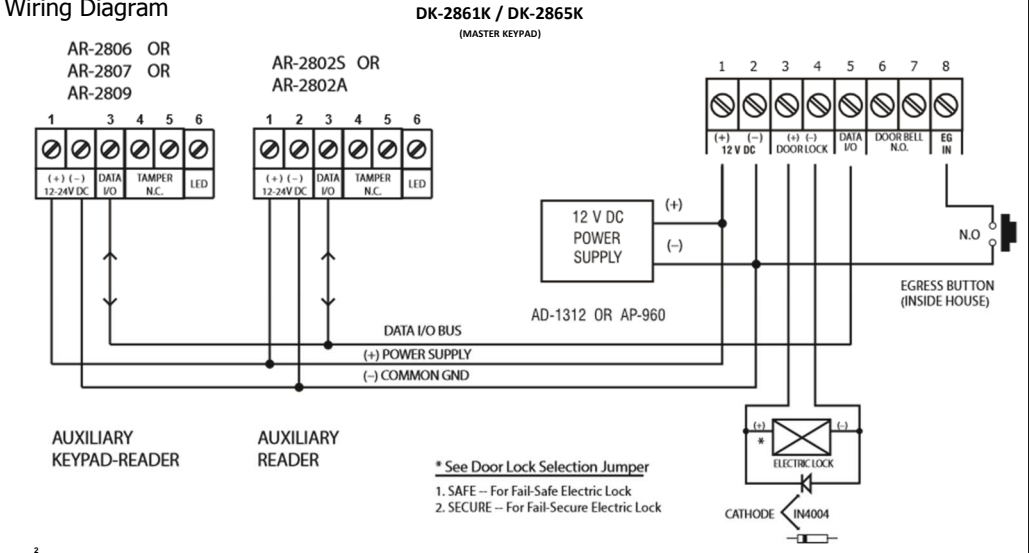 Wiring Diagram
DK-2861K / DK-2865K
(MASTER KEYPAD)
AR-2806 OR
AR-2807 OR
AR-2809
1 3 4 5 6
(+) (-) DATA TAMPER LED
12-24V DC I/O N.C.
AR-2802S OR
AR-2802A
1 2 3 4 5 6
(+) (-) DATA TAMPER LED
12-24V DC I/O N.C.
1 2 3 4 5 6 7 8
(+) (-) (+) (-) DATA DOOR BELL EG
12 V DC DOOR LOCK I/O N.O. IN
12 V DC
POWER
SUPPLY
(+)
(-)
AD-1312 OR AP-960
N.O
EGRESS BUTTON
(INSIDE HOUSE)
DATA I/O BUS
(+) POWER SUPPLY
(-) COMMON GND
AUXILIARY
KEYPAD-READER
AUXILIARY
READER
* See Door Lock Selection Jumper
1. SAFE -- For Fail-Safe Electric Lock
2. SECURE -- For Fail-Secure Electric Lock
(+) (-)
*
ELECTRIC LOCK
CATHODE IN4004
2